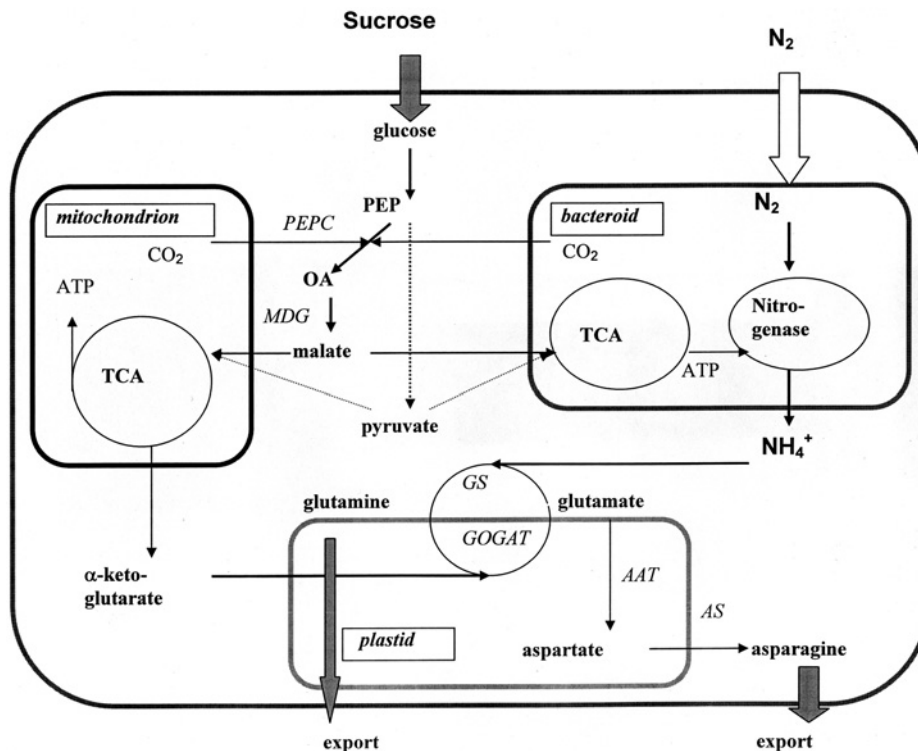 Sucrose
N2
glucose
mitochondrion
PEPC
PEP
bacteroid
N2
CO2
CO2
OA
ATP
MDG
Nitro-
genase
TCA
malate
TCA
ATP
pyruvate
NH4+
glutamine
GS
glutamate
GOGAT
α-keto-
glutarate
AAT
AS
plastid
aspartate
asparagine
export
export